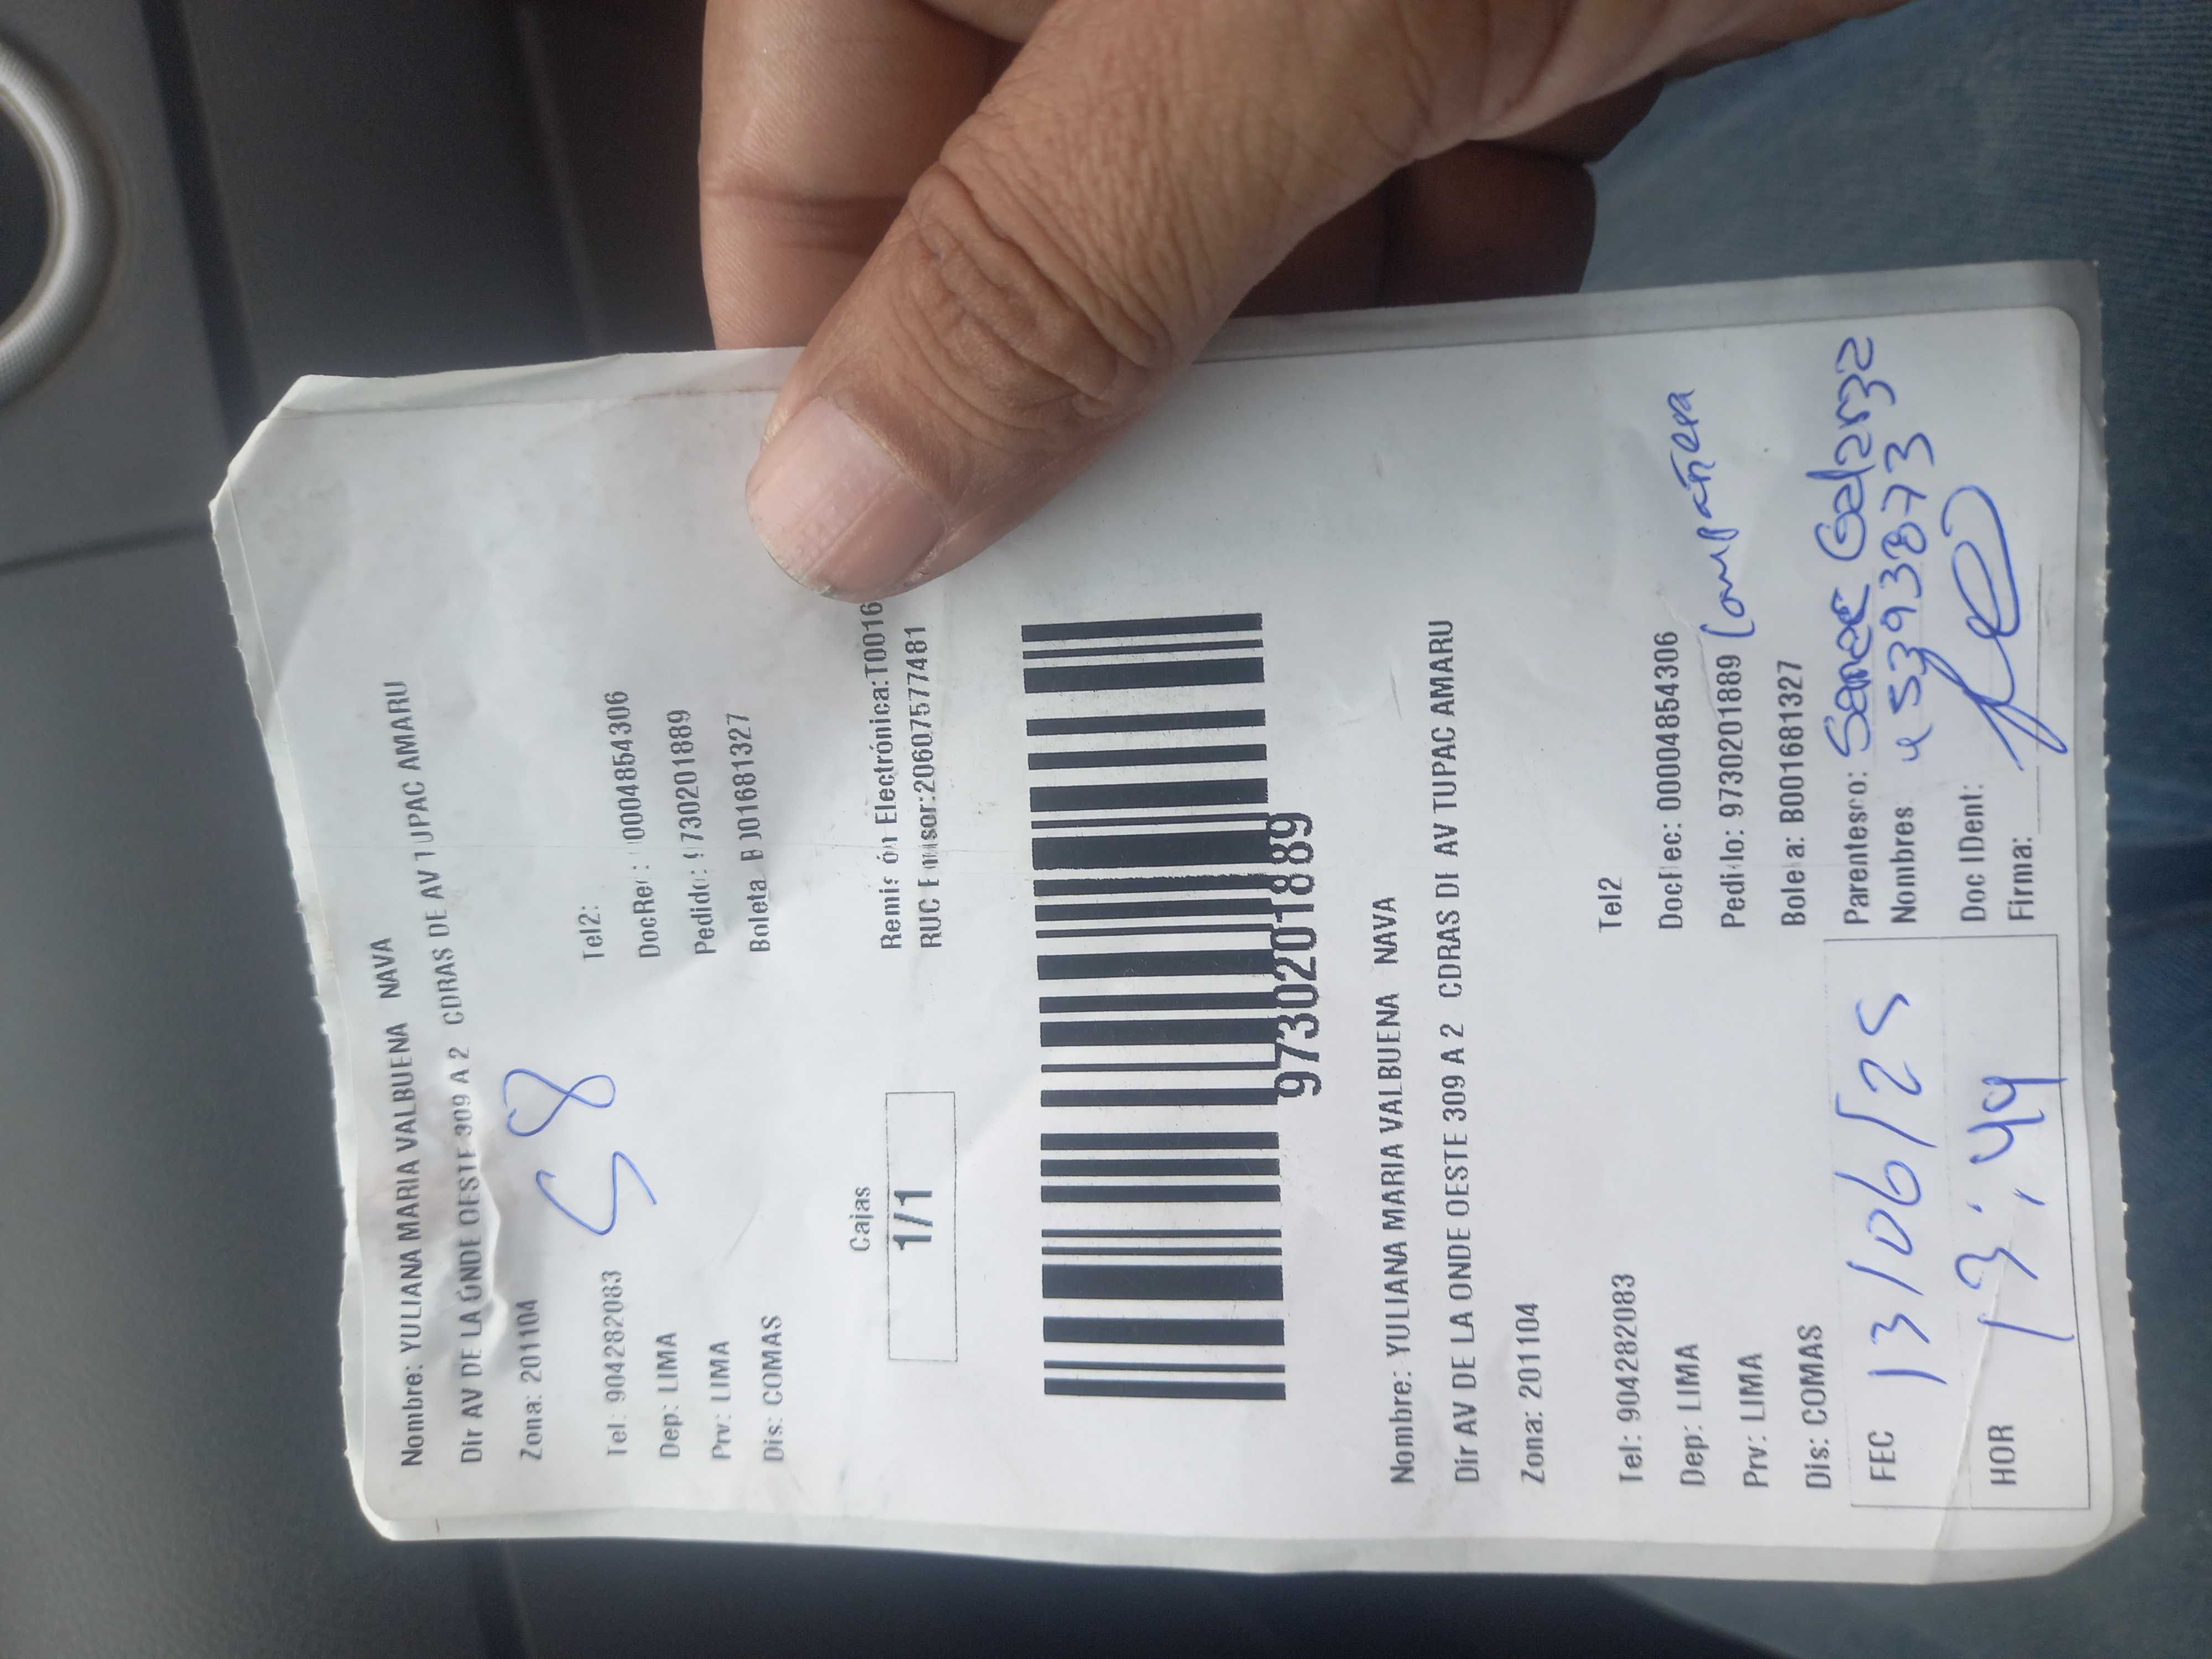 Nombre: YULIANA MARIA VALBUENA NAVA
Dir AV DE LA ONDE OESTE 309 A 2 CDRAS DE AV TUPAC AMARU
Zona: 201104
58
Tel: 904282083 Tel2:
Dep: LIMA DocRec: 00004854306
Prv: LIMA Pedido: 9730201889
Dis: COMAS Boleta B001681327
Cajas
1/1
Remisión Electrónica:T0016
RUC Emisor:20607577481
9730201889
Nombre: YULIANA MARIA VALBUENA NAVA
Dir AV DE LA ONDE OESTE 309 A 2 CDRAS DE AV TUPAC AMARU
Zona: 201104
Tel: 904282083 Tel2
Dep: LIMA DocRec: 00004854306
Prv: LIMA Pedido: 9730201889 Compañera
Dis: COMAS Boleta: B001681327
FEC 13/06/25
Parentesco: Galarza
Nombres 45393873
HOR 13:49
Doc IDent:
Firma: